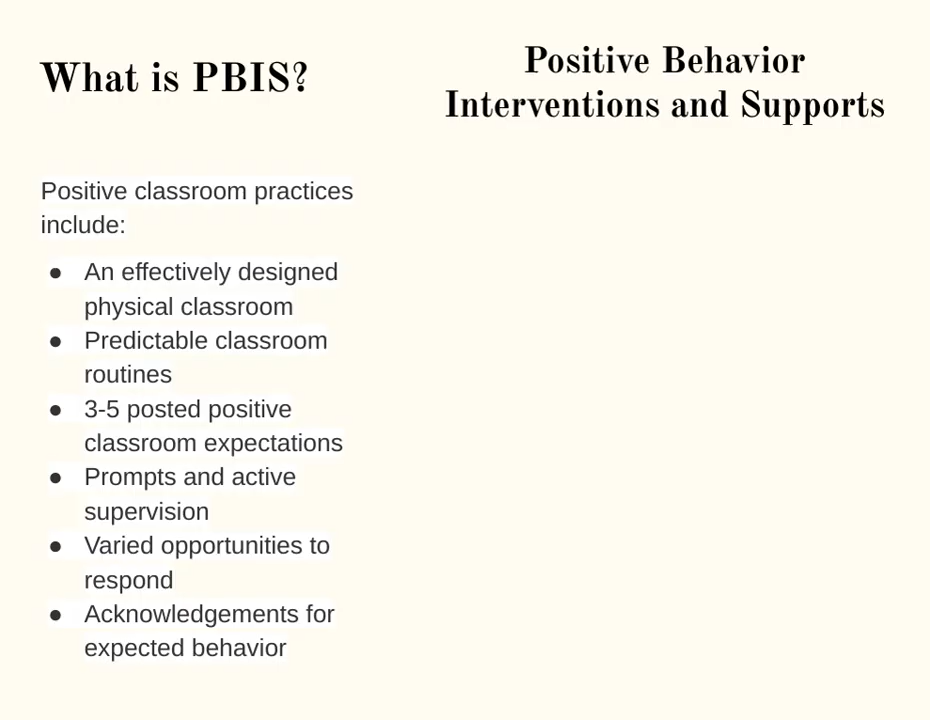 What is PBIS?
Positive Behavior
Interventions and Supports
Positive classroom practices
include:
● An effectively designed
physical classroom
● Predictable classroom
routines
● 3-5 posted positive
classroom expectations
● Prompts and active
supervision
● Varied opportunities to
respond
● Acknowledgements for
expected behavior